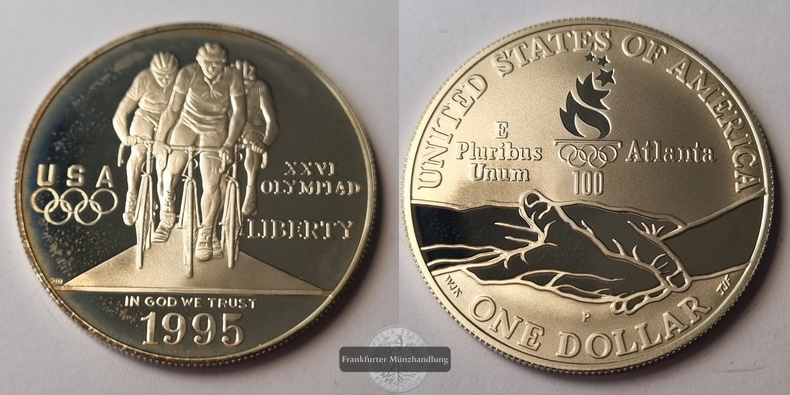 USA
XXVI
OLYMPIAD
LIBERTY
IN GOD WE TRUST
1995
UNITED STATES OF AMERICA
E
Pluribus
Unum
Atlanta
100
P
ONE DOLLAR
Frankfurter Münzhandlung